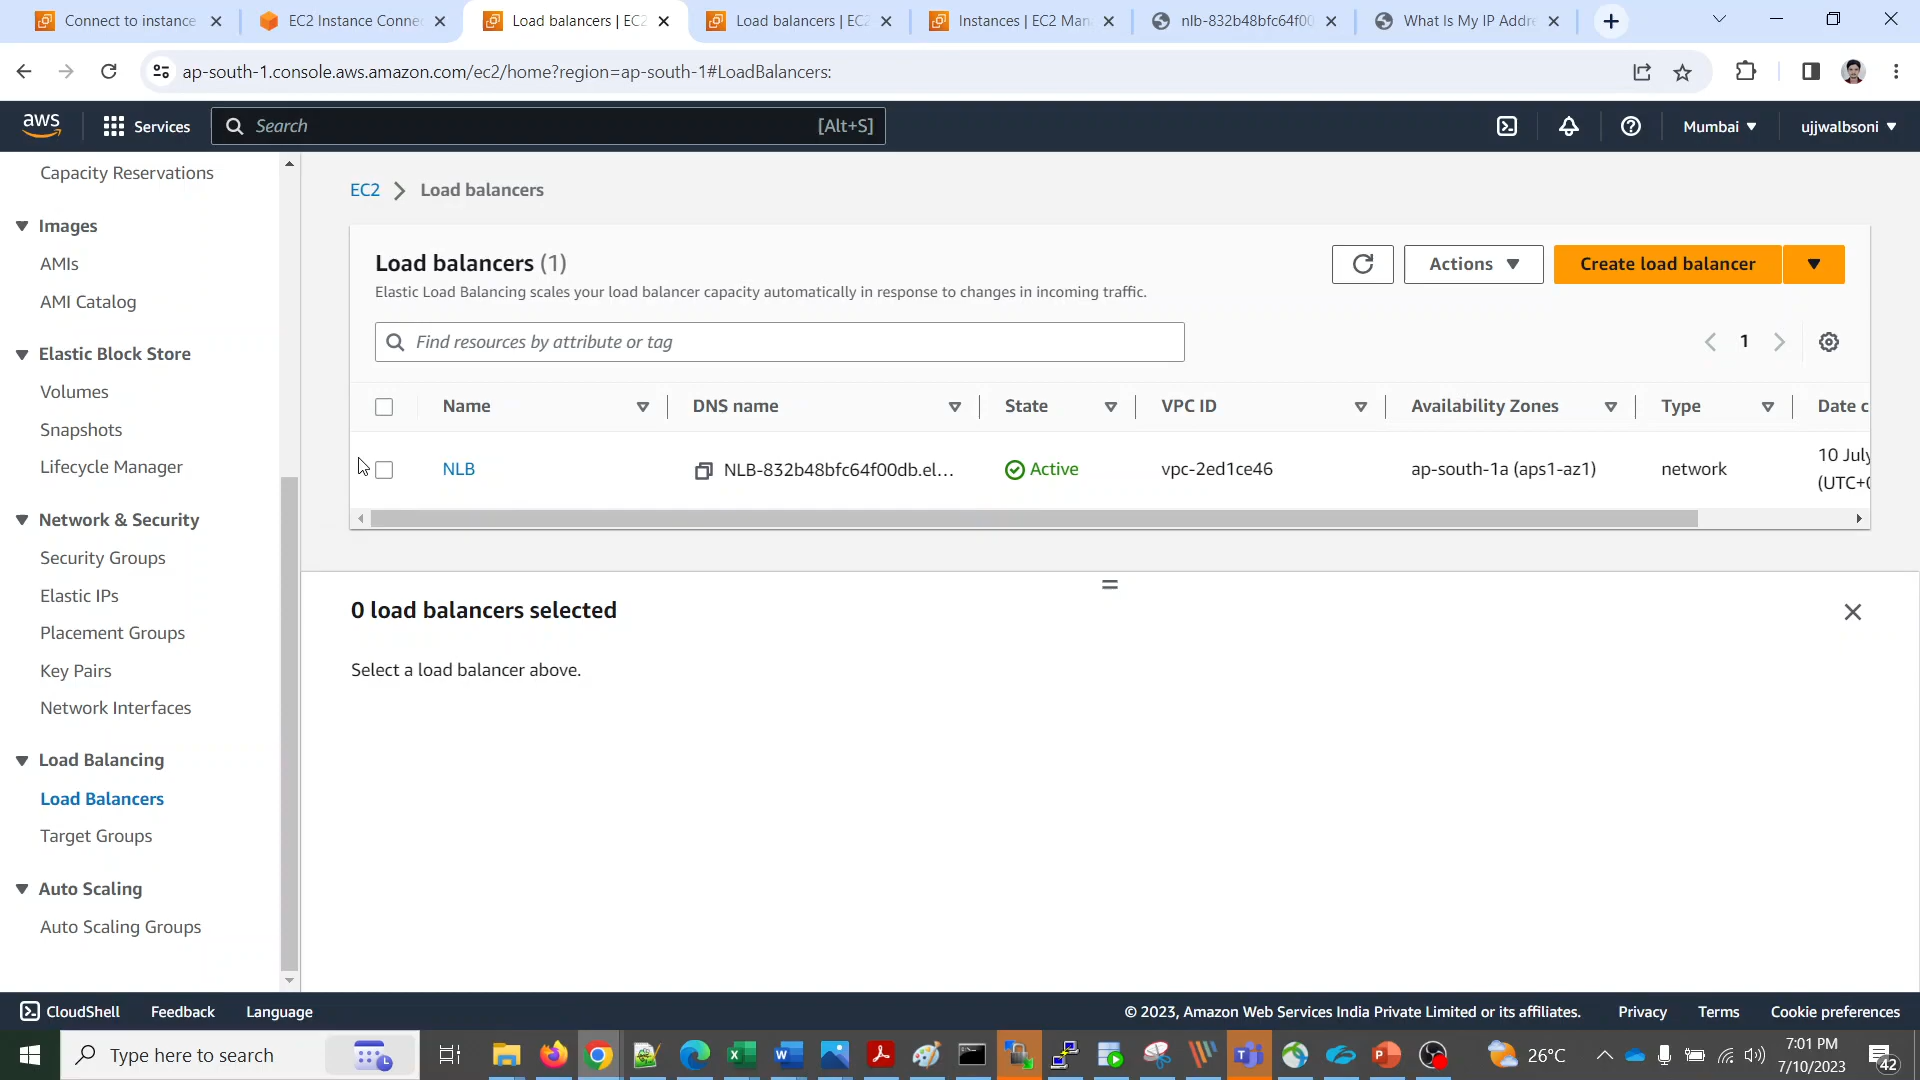 Connect to instance
EC2 Instance Connec
Load balancers | EC2
Load balancers | EC2
Instances | EC2 Man
nlb-832b48bfc64f00
What Is My IP Addre
ap-south-1.console.aws.amazon.com/ec2/home?region=ap-south-1#LoadBalancers:
aws
Services
Search
[Alt+S]
Mumbai
ujjwalbsoni
Capacity Reservations
Images
AMIs
AMI Catalog
Elastic Block Store
Volumes
Snapshots
Lifecycle Manager
Network & Security
Security Groups
Elastic IPs
Placement Groups
Key Pairs
Network Interfaces
Load Balancing
Load Balancers
Target Groups
Auto Scaling
Auto Scaling Groups
EC2
Load balancers
Load balancers (1)
Elastic Load Balancing scales your load balancer capacity automatically in response to changes in incoming traffic.
Actions
Create load balancer
Find resources by attribute or tag
1
Name
DNS name
State
VPC ID
Availability Zones
Type
Date c
NLB
NLB-832b48bfc64f00db.el...
Active
vpc-2ed1ce46
ap-south-1a (aps1-az1)
network
10 July
(UTC+0
0 load balancers selected
Select a load balancer above.
CloudShell
Feedback
Language
© 2023, Amazon Web Services India Private Limited or its affiliates.
Privacy
Terms
Cookie preferences
Type here to search
26°C
7:01 PM
7/10/2023
42